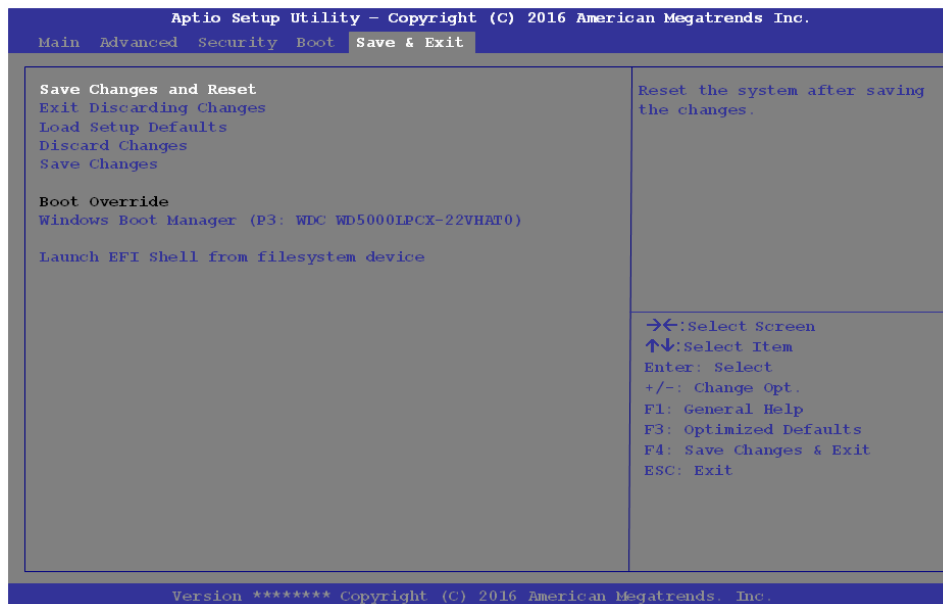 Aptio Setup Utility – Copyright (C) 2016 American Megatrends Inc.
Main Advanced Security Boot Save & Exit
Save Changes and Reset
Exit Discarding Changes
Load Setup Defaults
Discard Changes
Save Changes
Boot Override
Windows Boot Manager (P3: WDC WD5000LPCX-22VHAT0)
Launch EFI Shell from filesystem device
Reset the system after saving
the changes.
→←:Select Screen
↑↓:Select Item
Enter: Select
+/-: Change Opt.
F1: General Help
F3: Optimized Defaults
F4: Save Changes & Exit
ESC: Exit
Version ******** Copyright (C) 2016 American Megatrends. Inc.